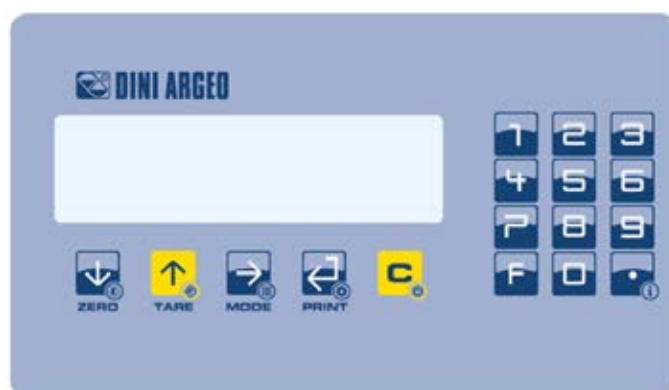 DINI ARGEO
1 2 3
4 5 6
7 8 9
F 0 .
C
ZERO TARE MODE PRINT